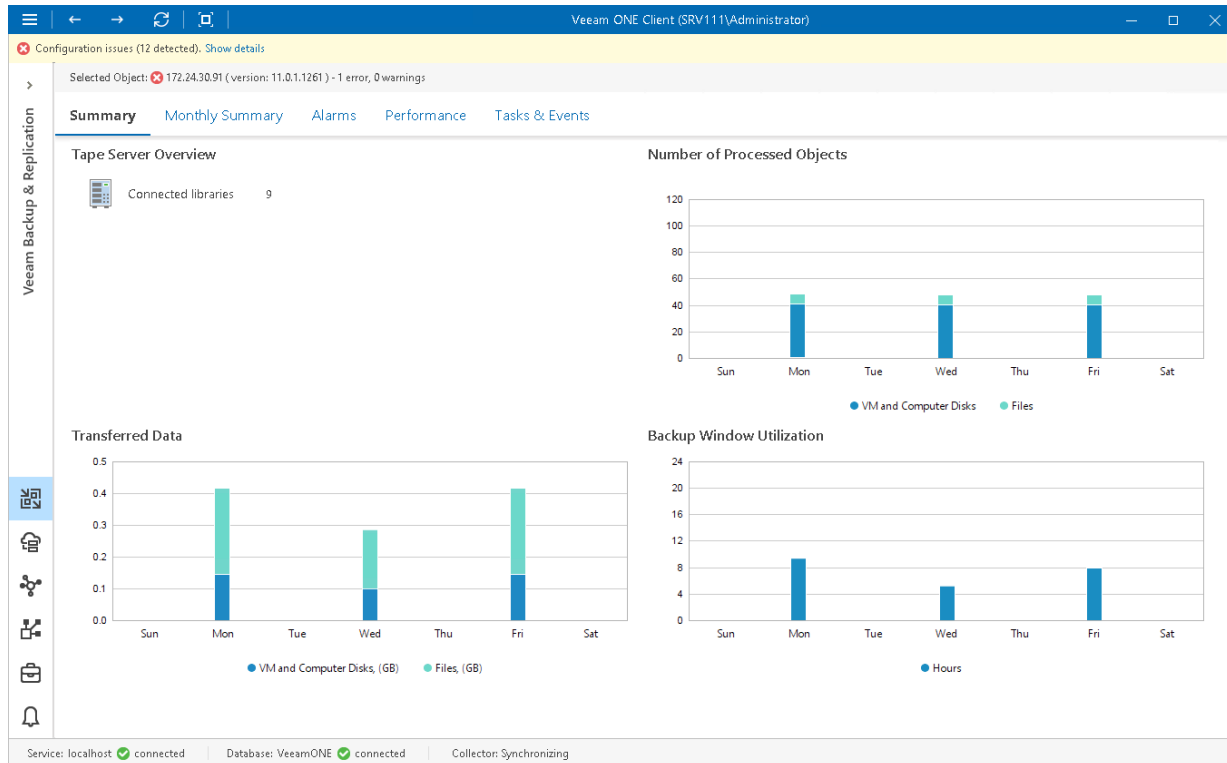 Veeam ONE Client (SRV111\Administrator)
Configuration issues (12 detected). Show details
Selected Object: 172.24.30.91 ( version: 11.0.1.1261 ) - 1 error, 0 warnings
Veeam Backup & Replication
Summary Monthly Summary Alarms Performance Tasks & Events
Tape Server Overview
Connected libraries 9
Number of Processed Objects
120
100
80
60
40
20
0
Sun Mon Tue Wed Thu Fri Sat
VM and Computer Disks Files
Transferred Data
0.5
0.4
0.3
0.2
0.1
0.0
Sun Mon Tue Wed Thu Fri Sat
VM and Computer Disks, (GB) Files, (GB)
Backup Window Utilization
24
20
16
12
8
4
0
Sun Mon Tue Wed Thu Fri Sat
Hours
Service: localhost connected Database: VeeamONE connected Collector: Synchronizing